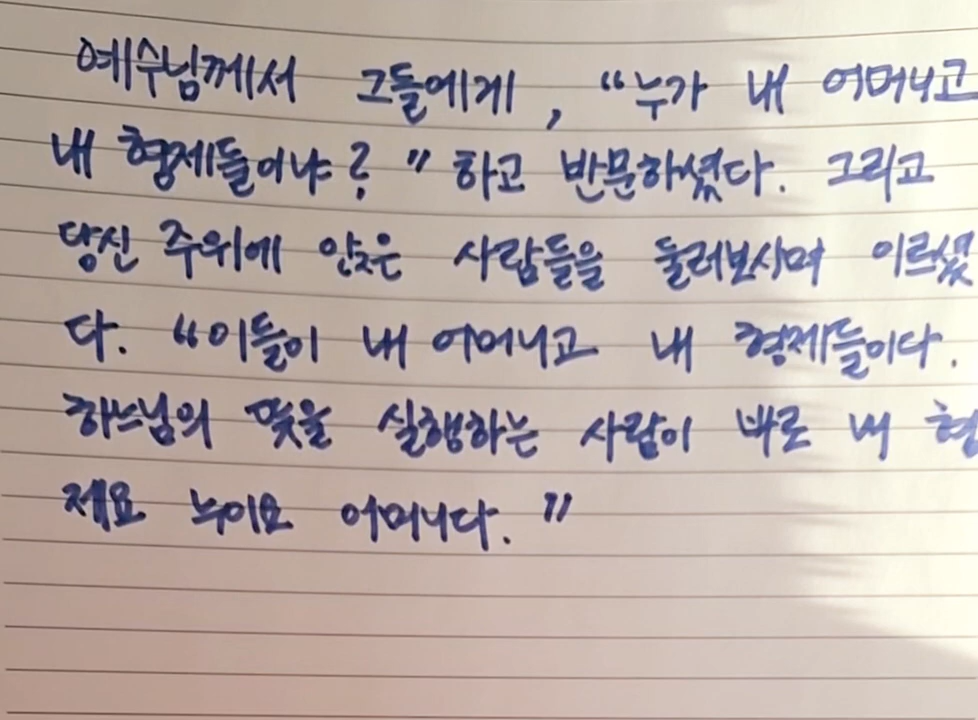 예수님께서 그들에게, "누가 내 어머니고
내 형제들이냐?" 하고 반문하셨다. 그리고
당신 주위에 앉은 사람들을 둘러보시며 이르셨
다. "이들이 내 어머니고 내 형제들이다.
하느님의 뜻을 실행하는 사람이 바로 내 형
제요 누이요 어머니다."